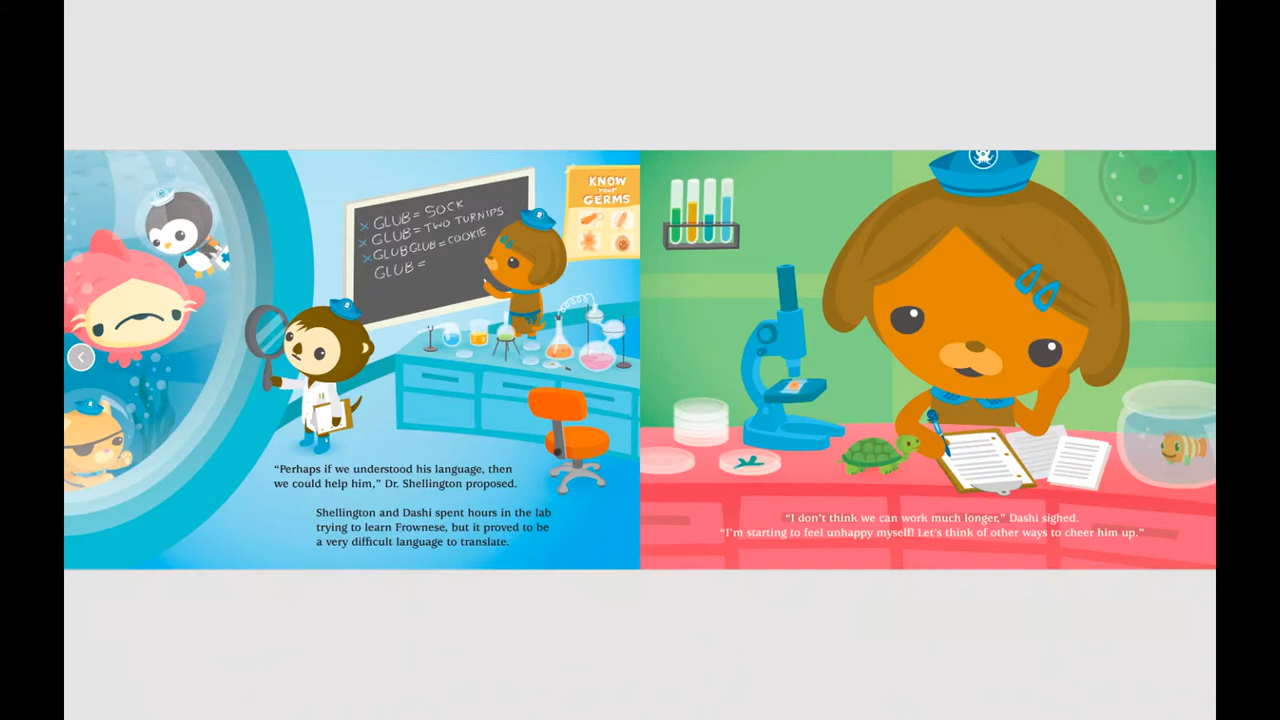 × GLUB = SOCK
× GLUB = TWO TURNIPS
× GLUBGLUB = COOKIE
GLUB =
KNOW
YOUR
GERMS
“Perhaps if we understood his language, then
we could help him,” Dr. Shellington proposed.
Shellington and Dashi spent hours in the lab
trying to learn Frownese, but it proved to be
a very difficult language to translate.
“I don’t think we can work much longer,” Dashi sighed.
“I’m starting to feel unhappy myself! Let’s think of other ways to cheer him up.”